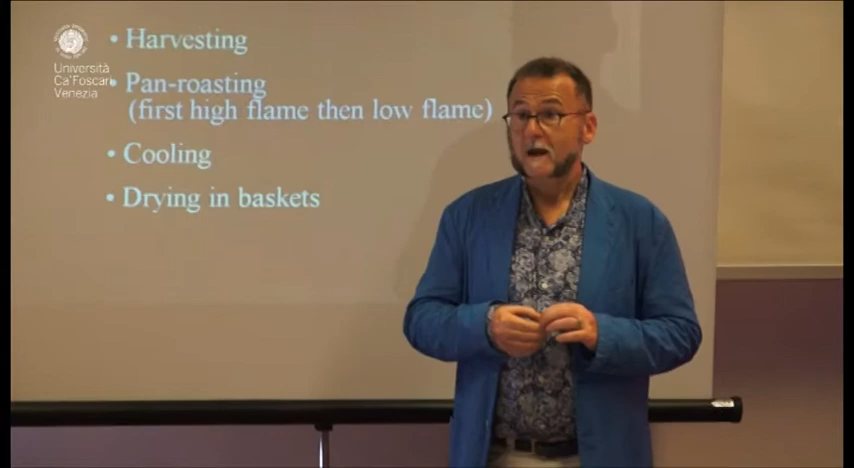 Università
Ca'Foscari
Venezia
• Harvesting
• Pan-roasting
(first high flame then low flame)
• Cooling
• Drying in baskets